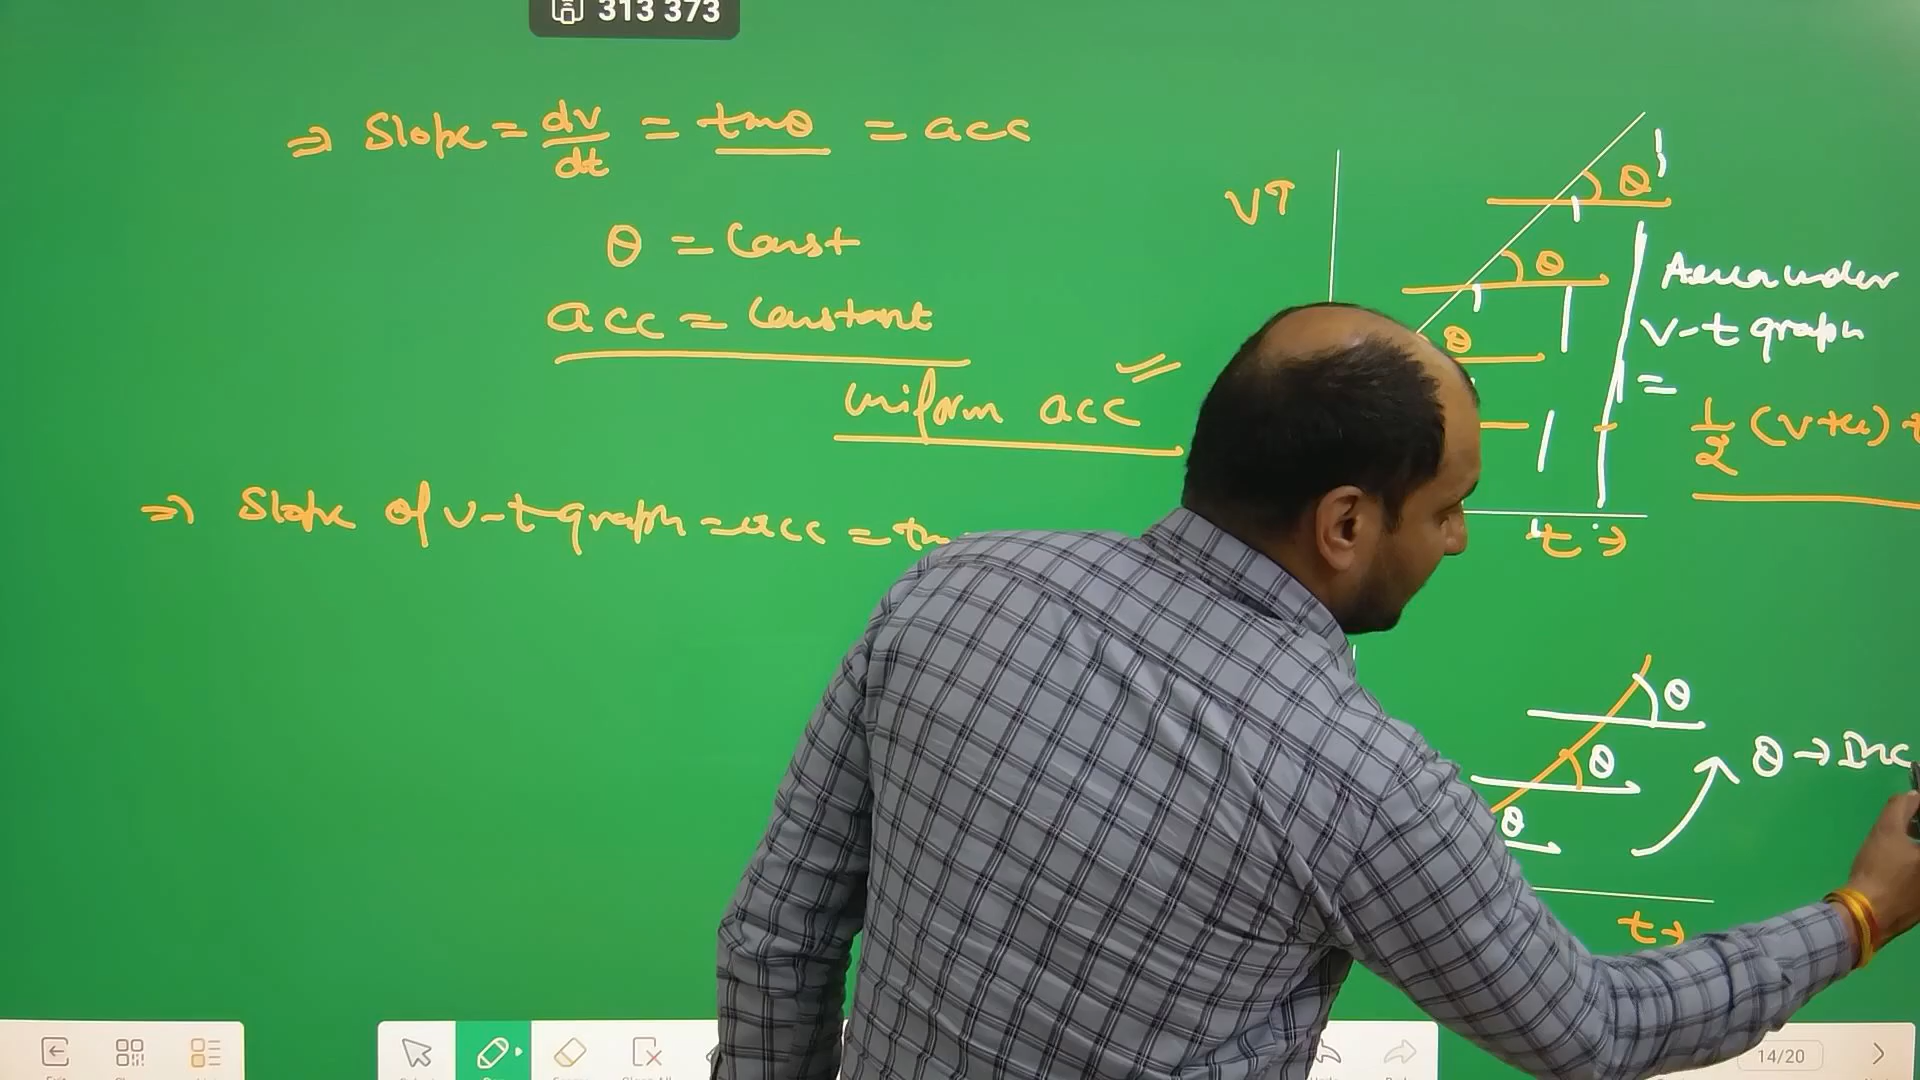 313 373
⇒ Slope = dv/dt = tanθ = acc
θ = Const
acc = Constant
uniform acc
⇒ Slope of v-t graph = acc =
V↑
θ
θ
θ
Area under
v-t graph
=
1/2 (v+u)
t →
θ
θ
θ
θ → Inc
t→
14/20